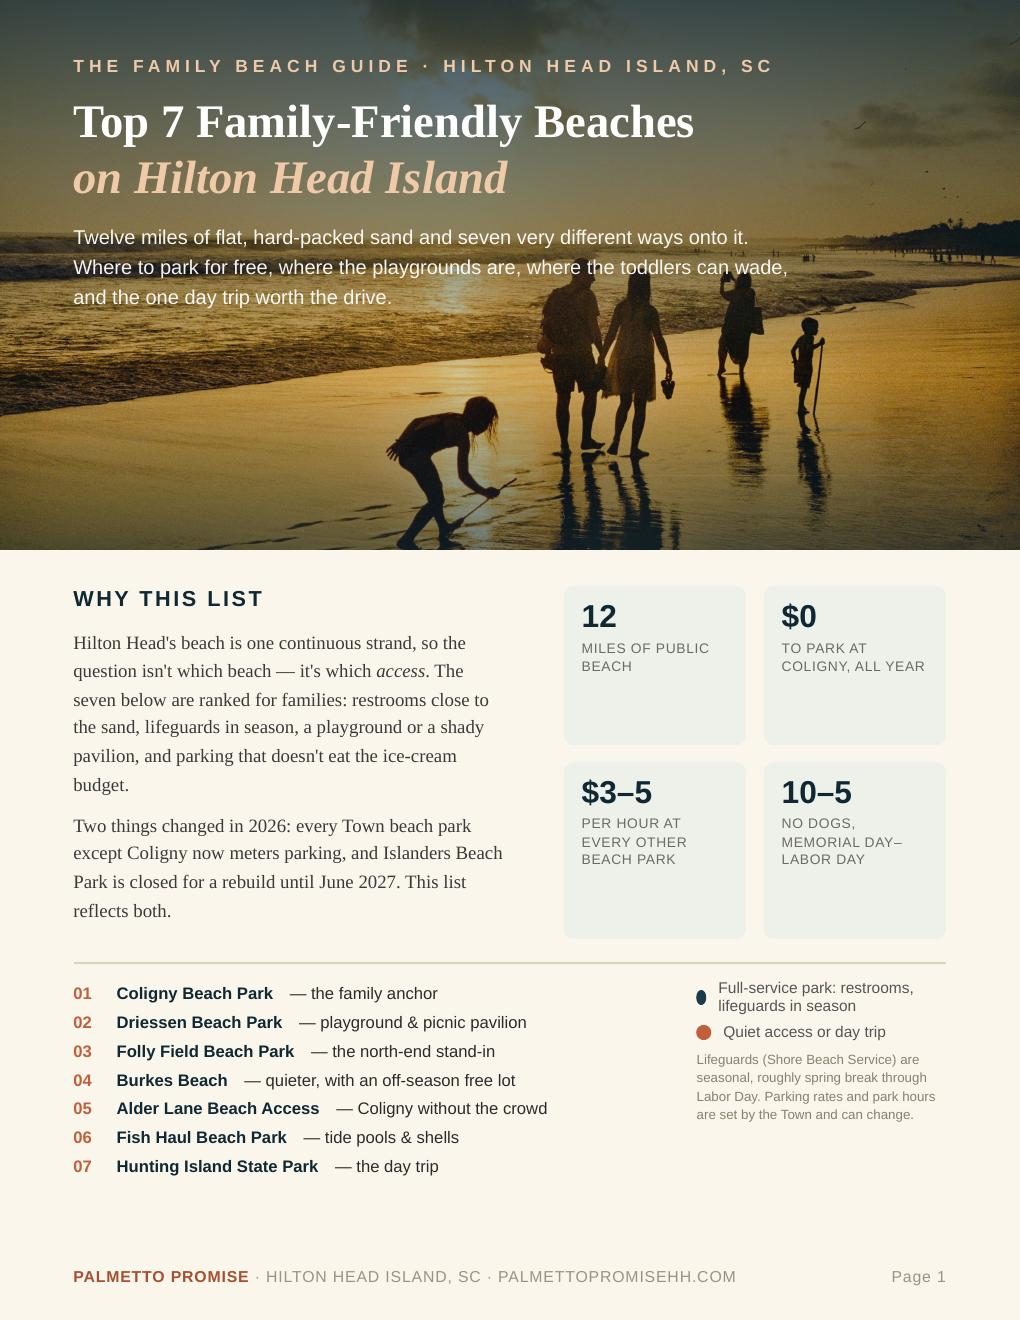 THE FAMILY BEACH GUIDE · HILTON HEAD ISLAND, SC
Top 7 Family-Friendly Beaches
on Hilton Head Island
Twelve miles of flat, hard-packed sand and seven very different ways onto it.
Where to park for free, where the playgrounds are, where the toddlers can wade,
and the one day trip worth the drive.
WHY THIS LIST
Hilton Head's beach is one continuous strand, so the
question isn't which beach — it's which access. The
seven below are ranked for families: restrooms close to
the sand, lifeguards in season, a playground or a shady
pavilion, and parking that doesn't eat the ice-cream
budget.
Two things changed in 2026: every Town beach park
except Coligny now meters parking, and Islanders Beach
Park is closed for a rebuild until June 2027. This list
reflects both.
12
MILES OF PUBLIC
BEACH
$0
TO PARK AT
COLIGNY, ALL YEAR
$3–5
PER HOUR AT
EVERY OTHER
BEACH PARK
10–5
NO DOGS,
MEMORIAL DAY–
LABOR DAY
01 Coligny Beach Park — the family anchor
02 Driessen Beach Park — playground & picnic pavilion
03 Folly Field Beach Park — the north-end stand-in
04 Burkes Beach — quieter, with an off-season free lot
05 Alder Lane Beach Access — Coligny without the crowd
06 Fish Haul Beach Park — tide pools & shells
07 Hunting Island State Park — the day trip
Full-service park: restrooms,
lifeguards in season
Quiet access or day trip
Lifeguards (Shore Beach Service) are
seasonal, roughly spring break through
Labor Day. Parking rates and park hours
are set by the Town and can change.
PALMETTO PROMISE · HILTON HEAD ISLAND, SC · PALMETTOPROMISEHH.COM
Page 1